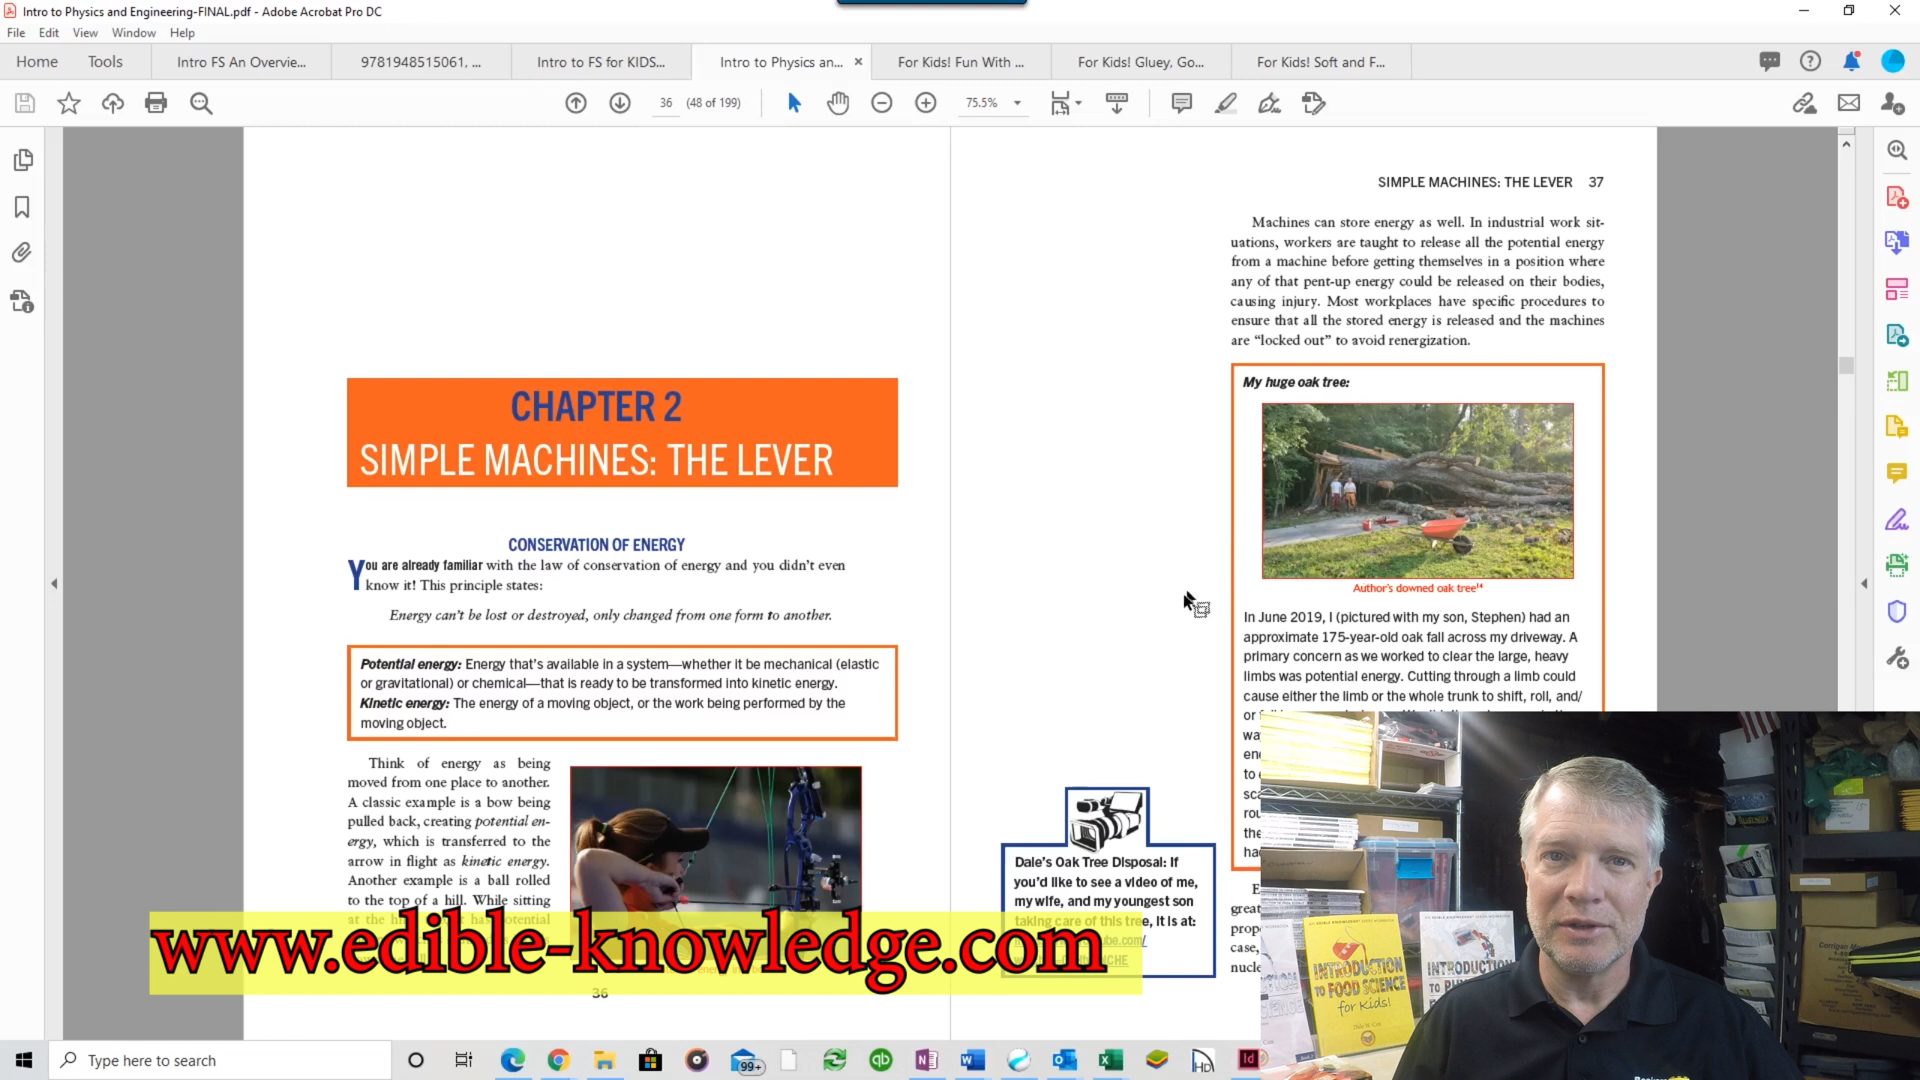 Intro to Physics and Engineering-FINAL.pdf - Adobe Acrobat Pro DC
File Edit View Window Help
Home Tools Intro FS An Overvie... 9781948515061, ... Intro to FS for KIDS... Intro to Physics an... For Kids! Fun With ... For Kids! Gluey, Go... For Kids! Soft and F...
36 (48 of 199) 75.5%
CHAPTER 2
SIMPLE MACHINES: THE LEVER
CONSERVATION OF ENERGY
You are already familiar with the law of conservation of energy and you didn't even
know it! This principle states:
Energy can't be lost or destroyed, only changed from one form to another.
Potential energy: Energy that's available in a system—whether it be mechanical (elastic
or gravitational) or chemical—that is ready to be transformed into kinetic energy.
Kinetic energy: The energy of a moving object, or the work being performed by the
moving object.
Think of energy as being
moved from one place to another.
A classic example is a bow being
pulled back, creating potential en-
ergy, which is transferred to the
arrow in flight as kinetic energy.
Another example is a ball rolled
to the top of a hill. While sitting
36
SIMPLE MACHINES: THE LEVER 37
Machines can store energy as well. In industrial work sit-
uations, workers are taught to release all the potential energy
from a machine before getting themselves in a position where
any of that pent-up energy could be released on their bodies,
causing injury. Most workplaces have specific procedures to
ensure that all the stored energy is released and the machines
are "locked out" to avoid renergization.
My huge oak tree:
Author's downed oak tree14
In June 2019, I (pictured with my son, Stephen) had an
approximate 175-year-old oak fall across my driveway. A
primary concern as we worked to clear the large, heavy
limbs was potential energy. Cutting through a limb could
cause either the limb or the whole trunk to shift, roll, and/
or
Dale's Oak Tree Disposal: If
you'd like to see a video of me,
my wife, and my youngest son
taking care of this tree, it is at:
www.edible-knowledge.com
INTRODUCTION
TO FOOD SCIENCE
for Kids!
Dale W. Cox
INTRODUCTION
Type here to search
99+